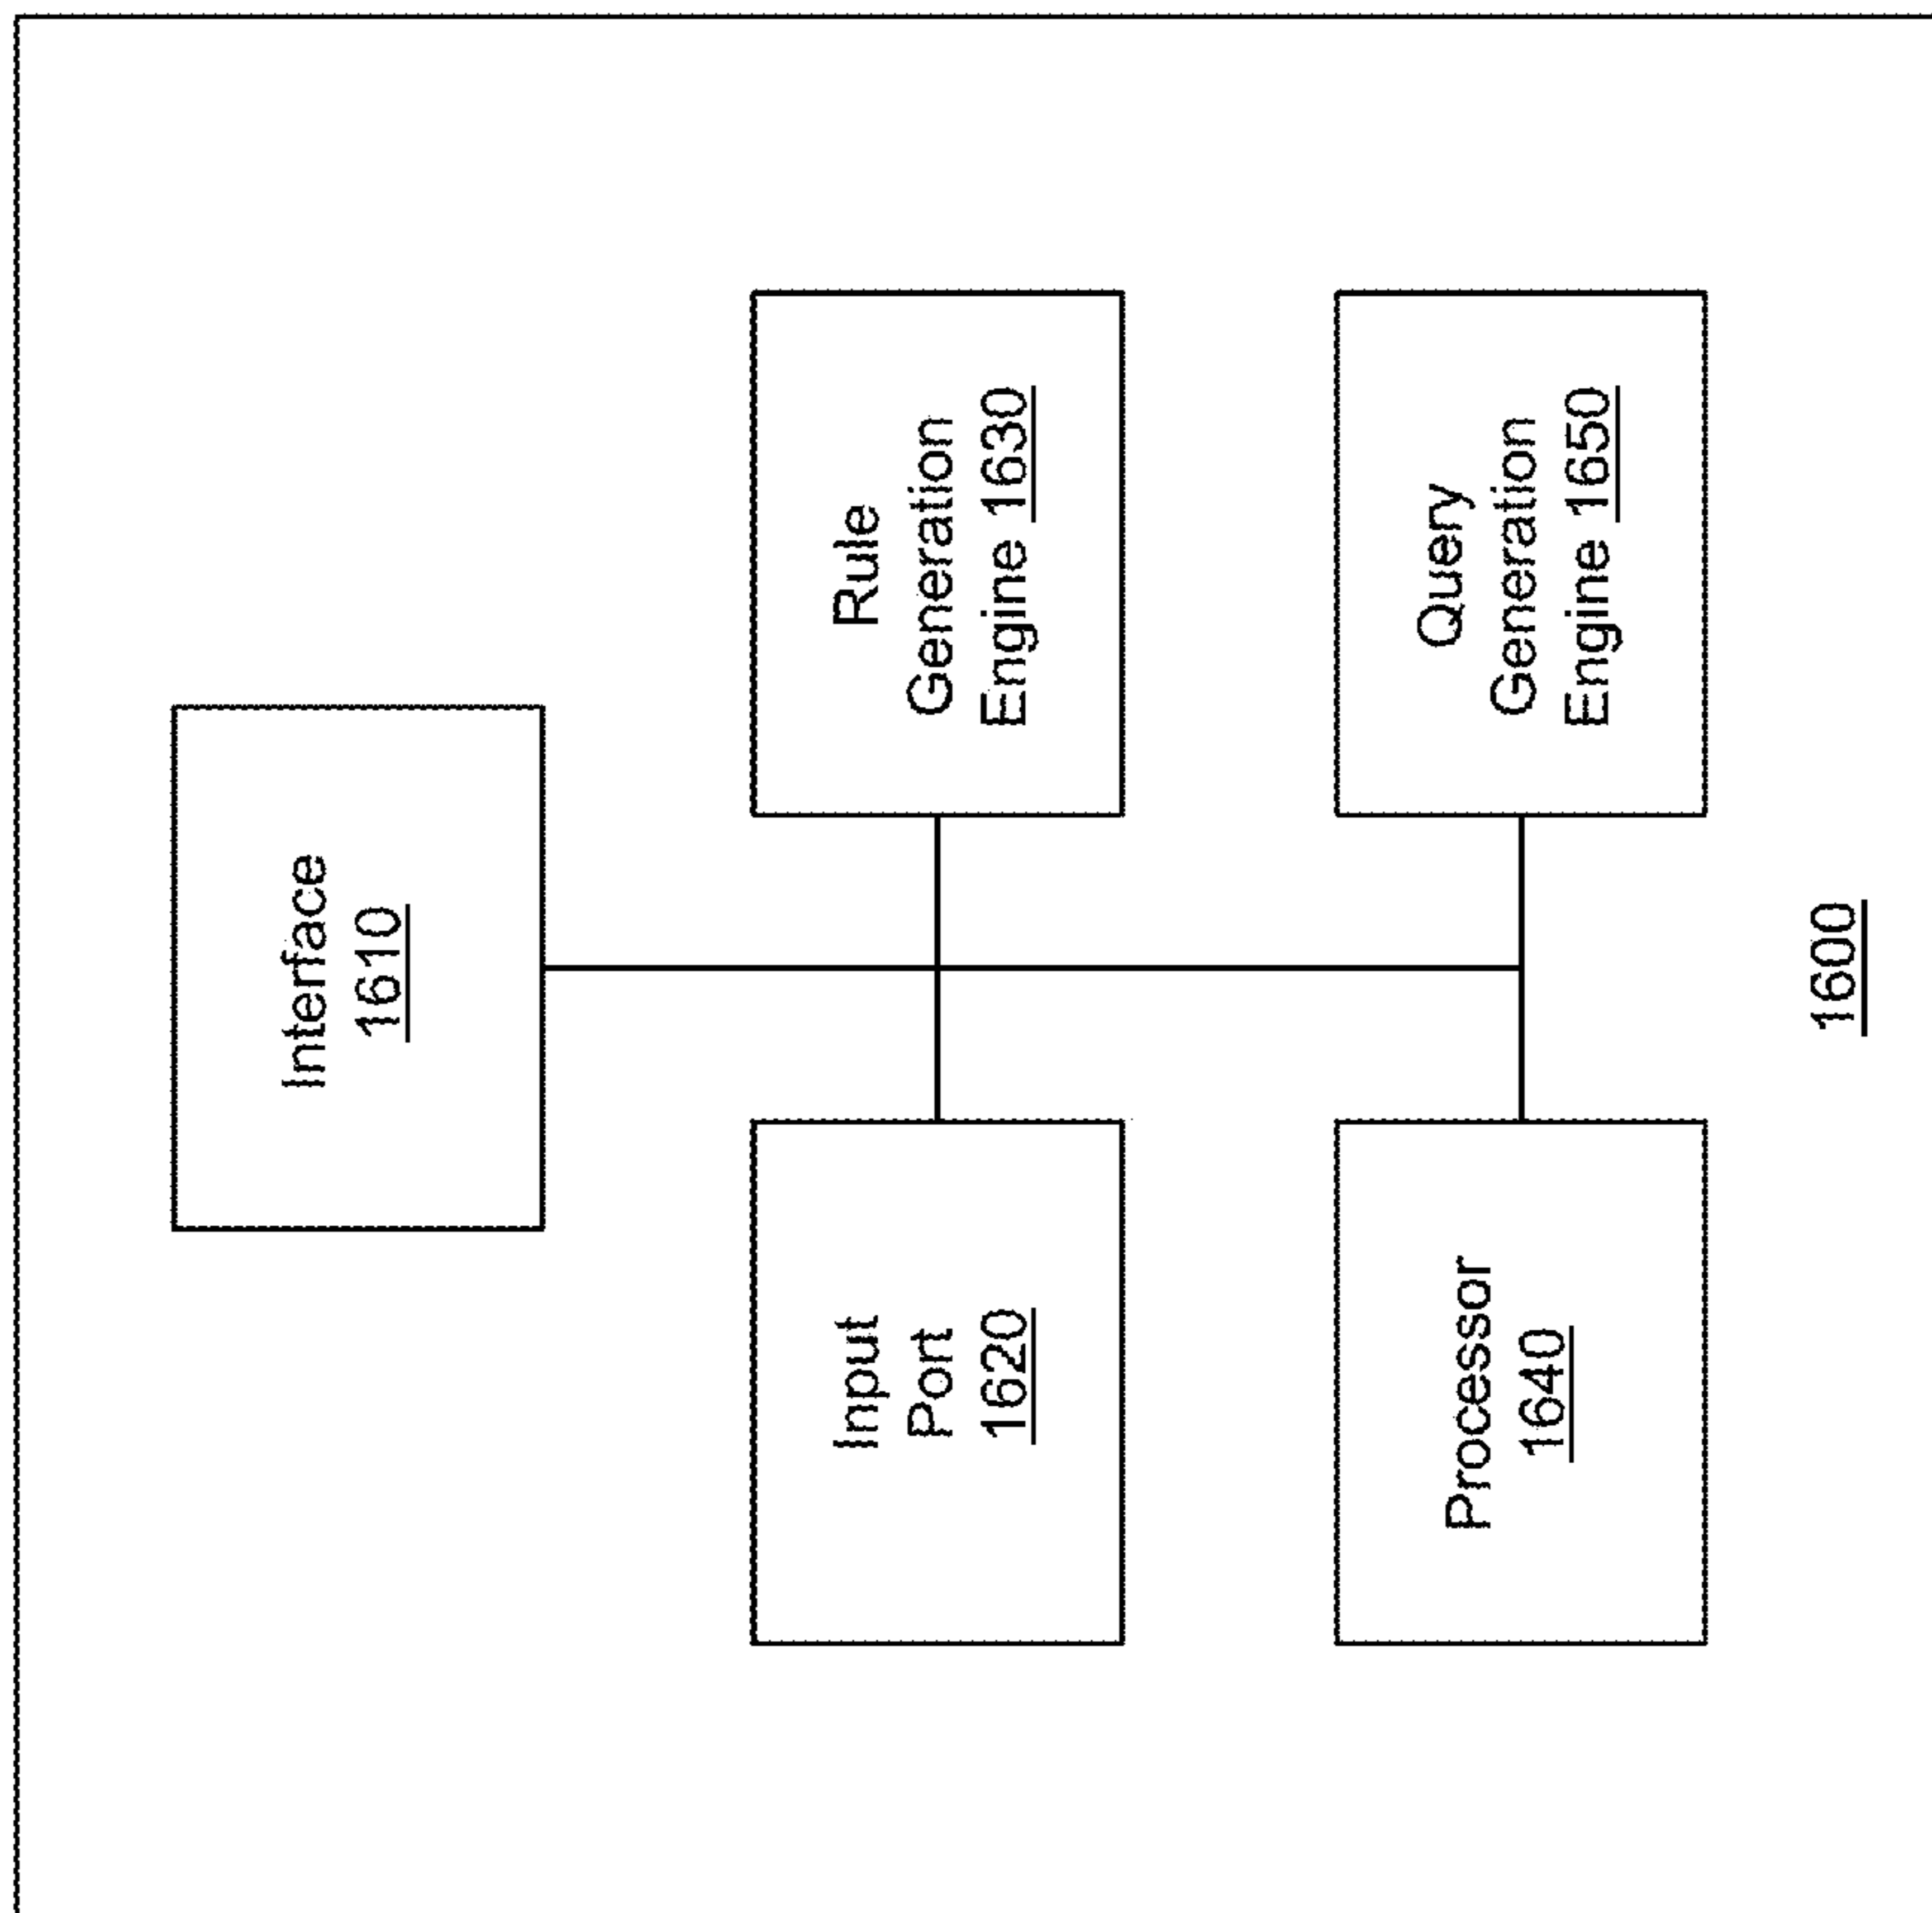 Interface
1610
Input
Port
1620
Rule
Generation
Engine 1630
Processor
1640
Query
Generation
Engine 1650
1600